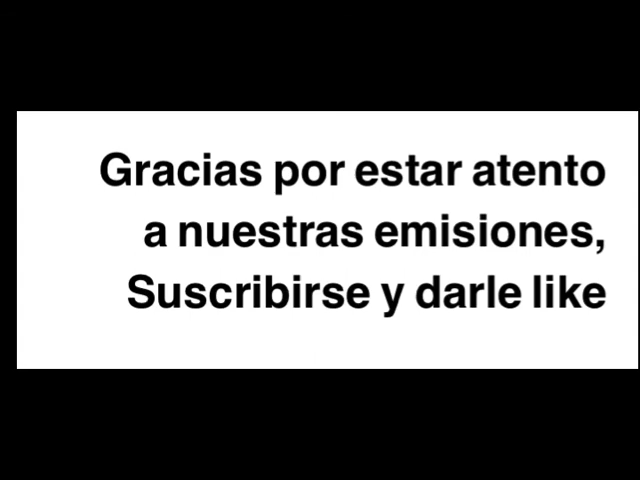 Gracias por estar atento
a nuestras emisiones,
Suscribirse y darle like